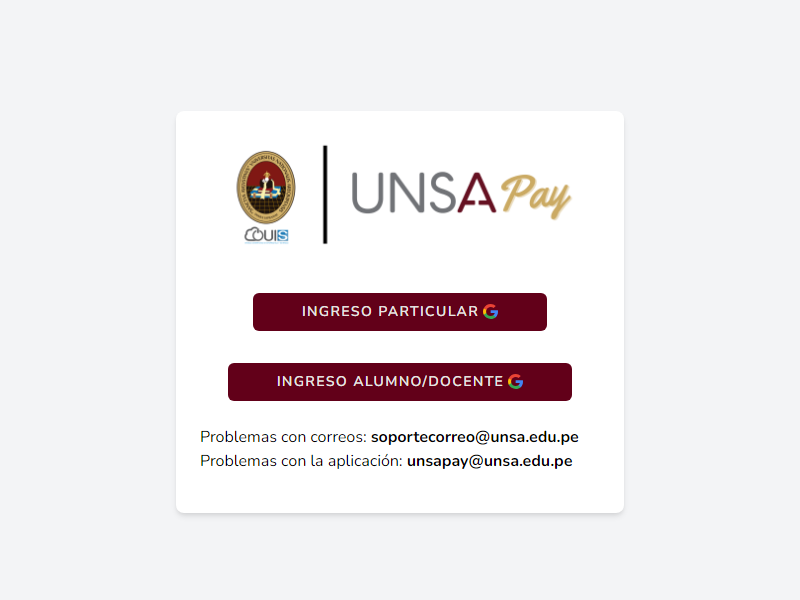 OUIS
UNSA Pay
INGRESO PARTICULAR
INGRESO ALUMNO/DOCENTE
Problemas con correos: soportecorreo@unsa.edu.pe
Problemas con la aplicación: unsapay@unsa.edu.pe